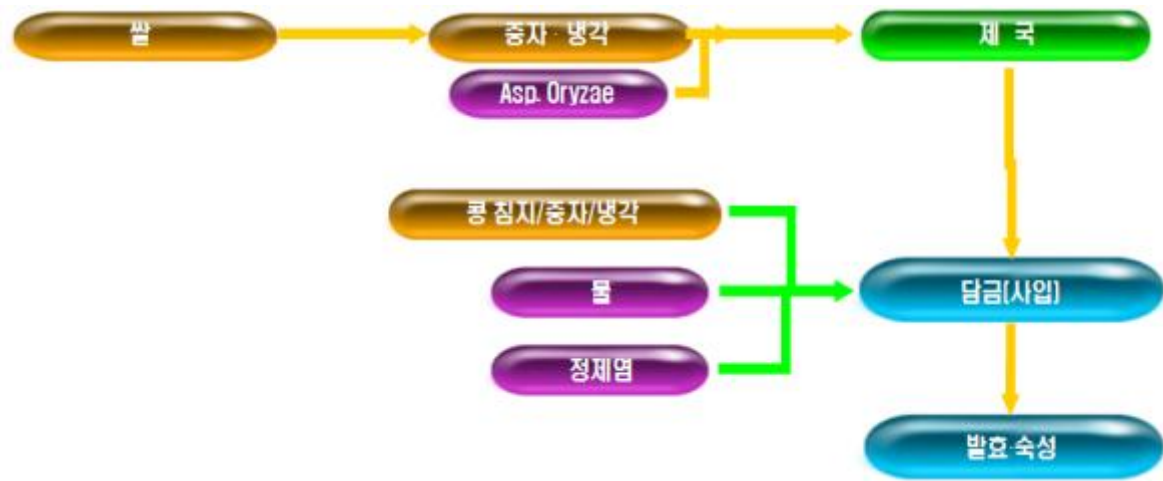 쌀
증자 · 냉각
제 국
Asp. Oryzae
콩 침지/증자/냉각
물
담금(사입)
정제염
발효·숙성